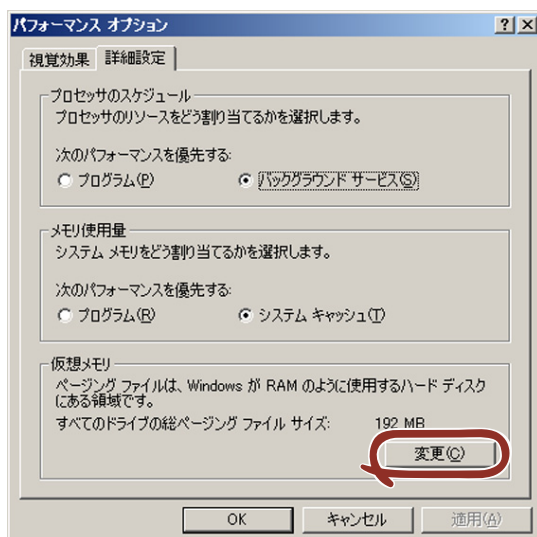 パフォーマンス オプション
視覚効果 詳細設定
プロセッサのスケジュール
プロセッサのリソースをどう割り当てるかを選択します。
次のパフォーマンスを優先する:
プログラム(P) バックグラウンド サービス(S)
メモリ使用量
システム メモリをどう割り当てるかを選択します。
次のパフォーマンスを優先する:
プログラム(R) システム キャッシュ(T)
仮想メモリ
ページング ファイルは、Windows が RAM のように使用するハード ディスク
にある領域です。
すべてのドライブの総ページング ファイル サイズ: 192 MB
変更(C)
OK キャンセル 適用(A)